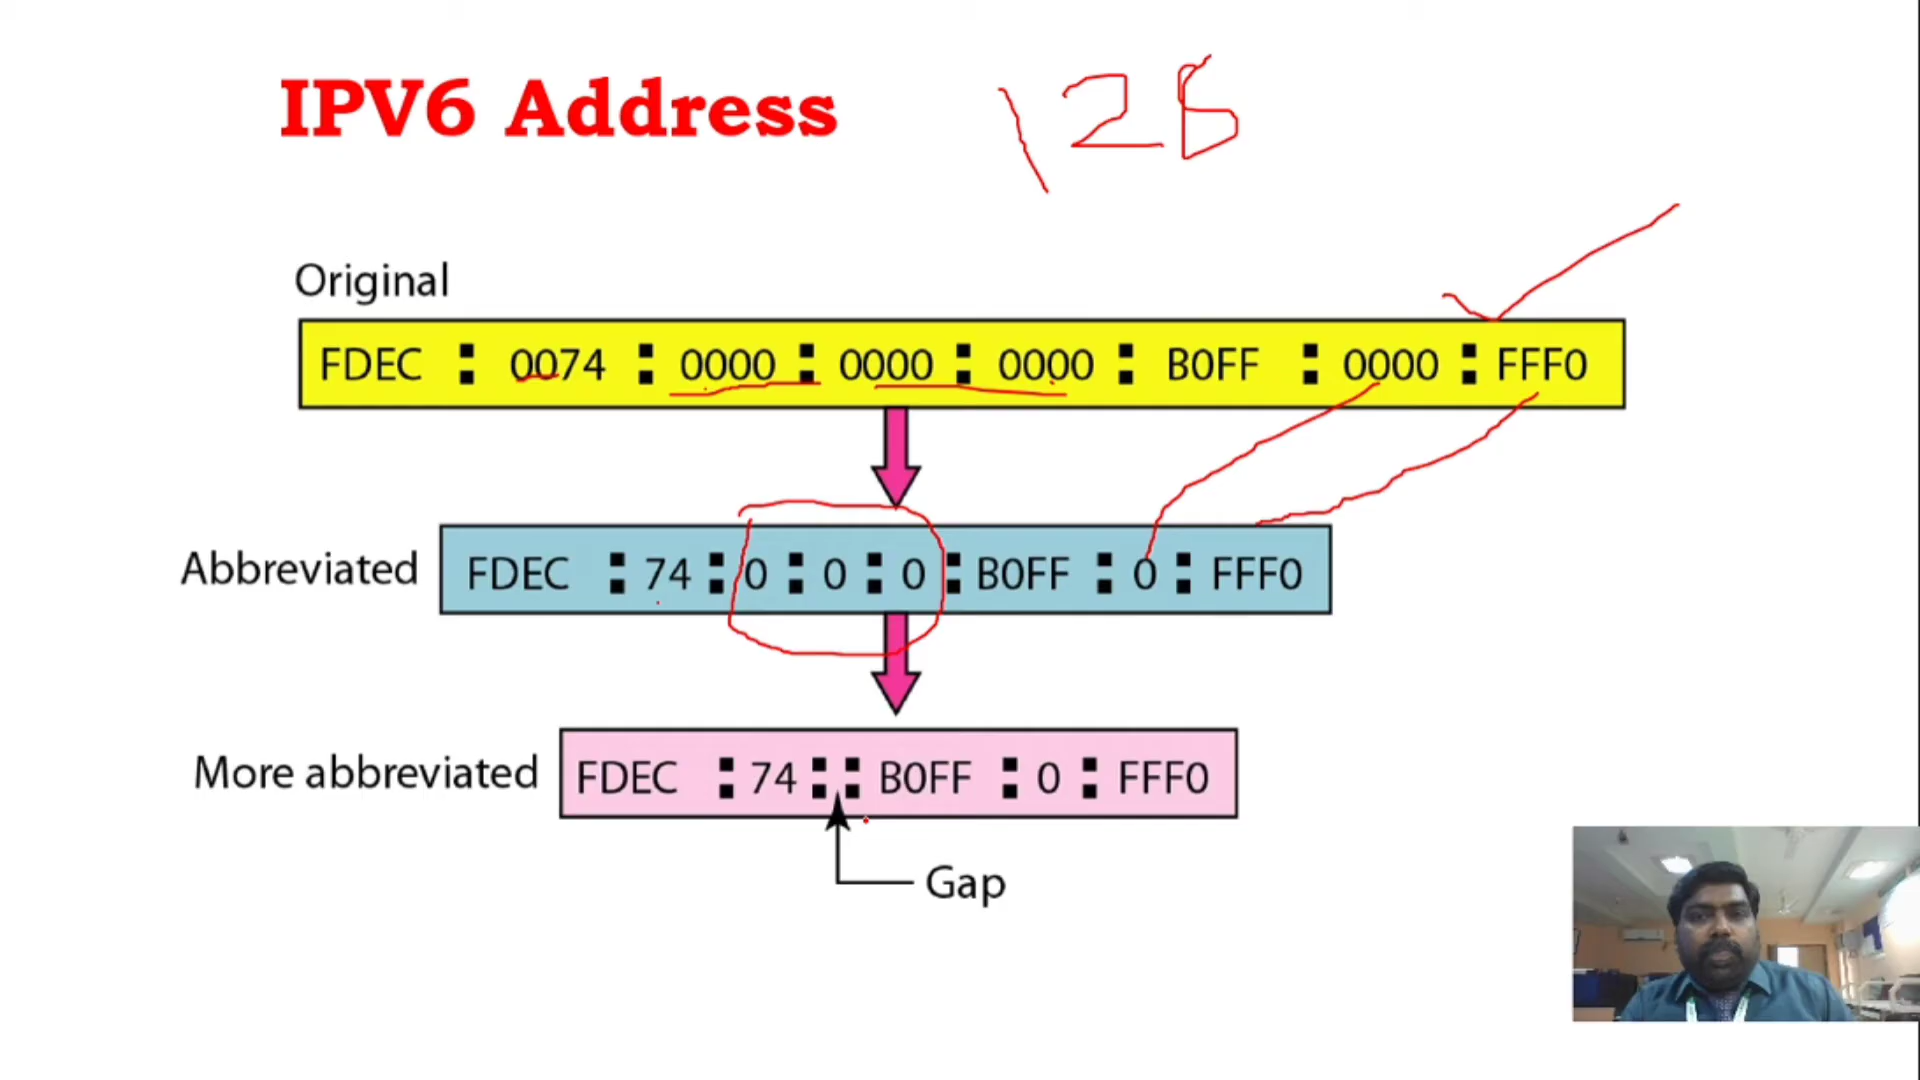 IPV6 Address 128
Original
FDEC : 0074 : 0000 : 0000 : 0000 : B0FF : 0000 : FFF0
Abbreviated FDEC : 74 : 0 : 0 : 0 : B0FF : 0 : FFF0
More abbreviated FDEC : 74 : : B0FF : 0 : FFF0
Gap